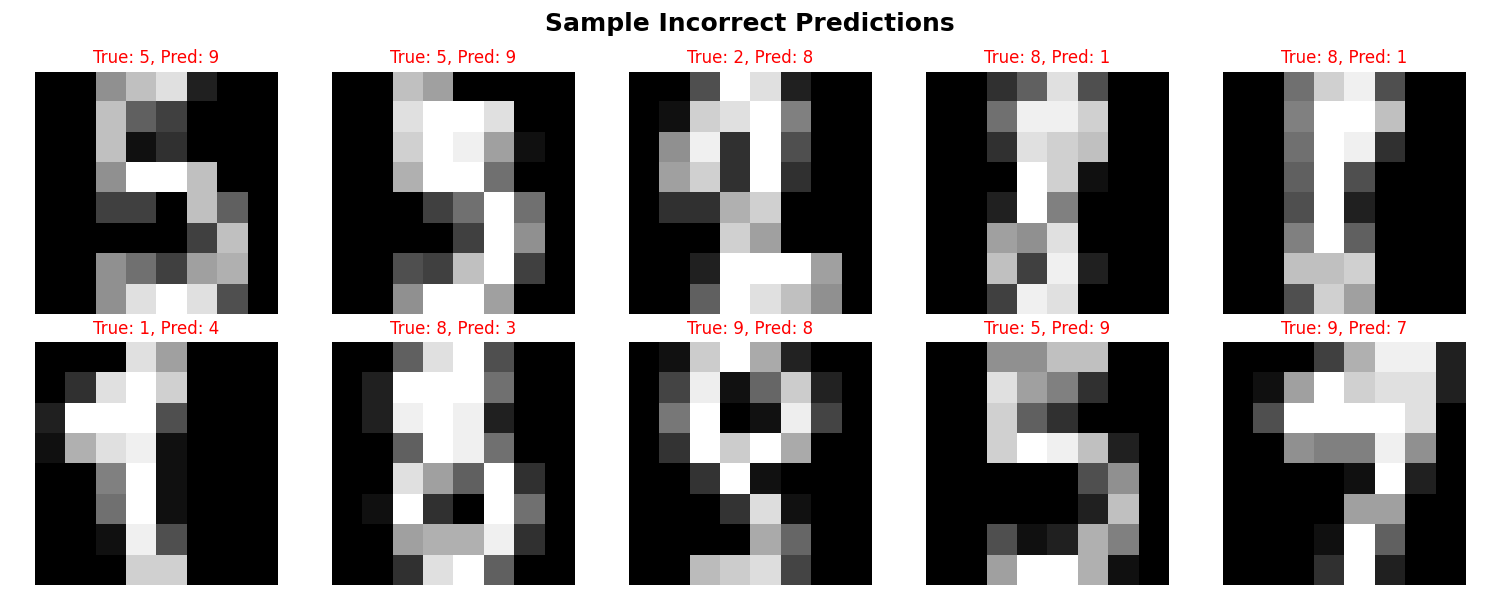 Sample Incorrect Predictions
True: 5, Pred: 9
True: 5, Pred: 9
True: 2, Pred: 8
True: 8, Pred: 1
True: 8, Pred: 1
True: 1, Pred: 4
True: 8, Pred: 3
True: 9, Pred: 8
True: 5, Pred: 9
True: 9, Pred: 7